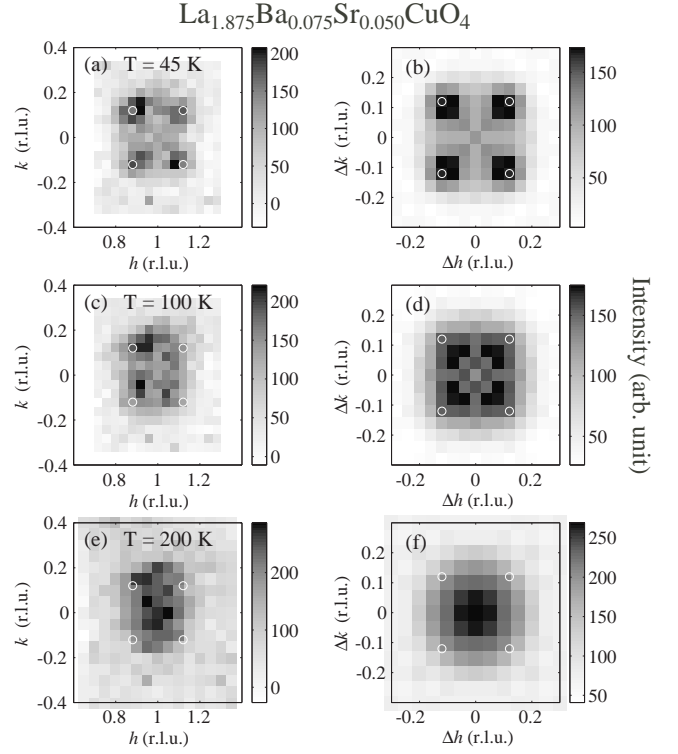 La1.875Ba0.075Sr0.050CuO4
(a) T = 45 K
0.4
0.2
0
-0.2
-0.4
k (r.l.u.)
0.8 1 1.2
h (r.l.u.)
200
150
100
50
0
(b)
0.2
0.1
0
-0.1
-0.2
Δk (r.l.u.)
-0.2 0 0.2
Δh (r.l.u.)
150
100
50
(c) T = 100 K
0.4
0.2
0
-0.2
-0.4
k (r.l.u.)
0.8 1 1.2
h (r.l.u.)
200
150
100
50
0
(d)
0.2
0.1
0
-0.1
-0.2
Δk (r.l.u.)
-0.2 0 0.2
Δh (r.l.u.)
150
100
50
Intensity (arb. unit)
(e) T = 200 K
0.4
0.2
0
-0.2
-0.4
k (r.l.u.)
0.8 1 1.2
h (r.l.u.)
200
100
0
(f)
0.2
0.1
0
-0.1
-0.2
Δk (r.l.u.)
-0.2 0 0.2
Δh (r.l.u.)
250
200
150
100
50